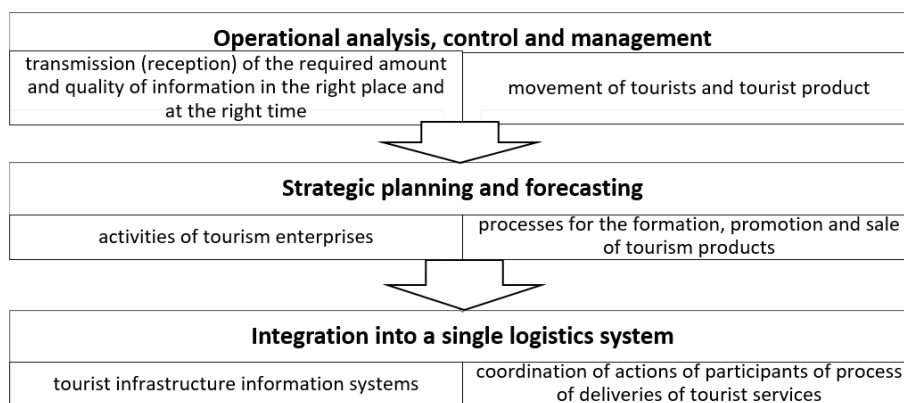 Operational analysis, control and management
transmission (reception) of the required amount
and quality of information in the right place and
at the right time
movement of tourists and tourist product
Strategic planning and forecasting
activities of tourism enterprises
processes for the formation, promotion and sale
of tourism products
Integration into a single logistics system
tourist infrastructure information systems
coordination of actions of participants of process
of deliveries of tourist services